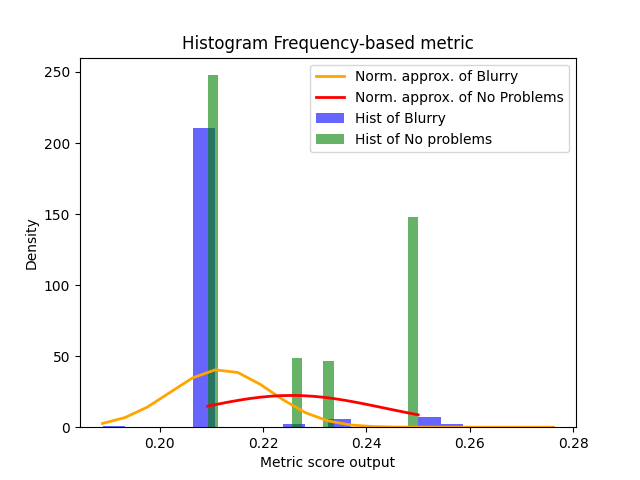 Histogram Frequency-based metric
250
200
150
100
50
0
Density
Norm. approx. of Blurry
Norm. approx. of No Problems
Hist of Blurry
Hist of No problems
0.20 0.22 0.24 0.26 0.28
Metric score output